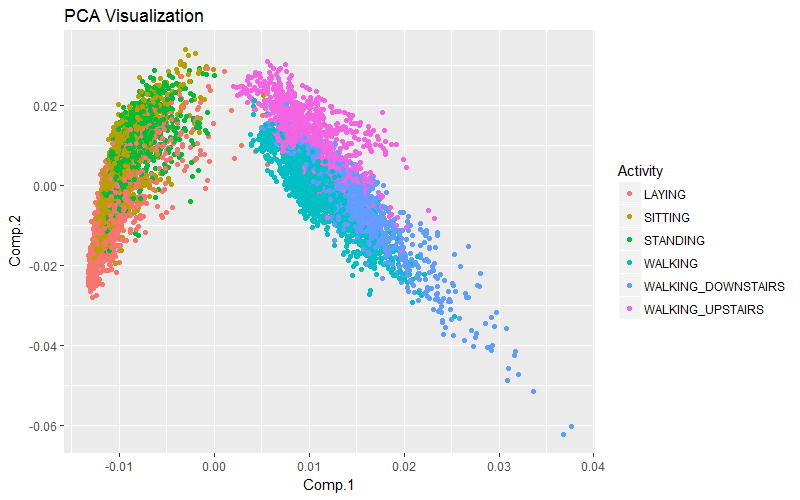 PCA Visualization
0.02
0.00
-0.02
-0.04
-0.06
Comp.2
-0.01
0.00
0.01
0.02
0.03
0.04
Comp.1
Activity
LAYING
SITTING
STANDING
WALKING
WALKING_DOWNSTAIRS
WALKING_UPSTAIRS